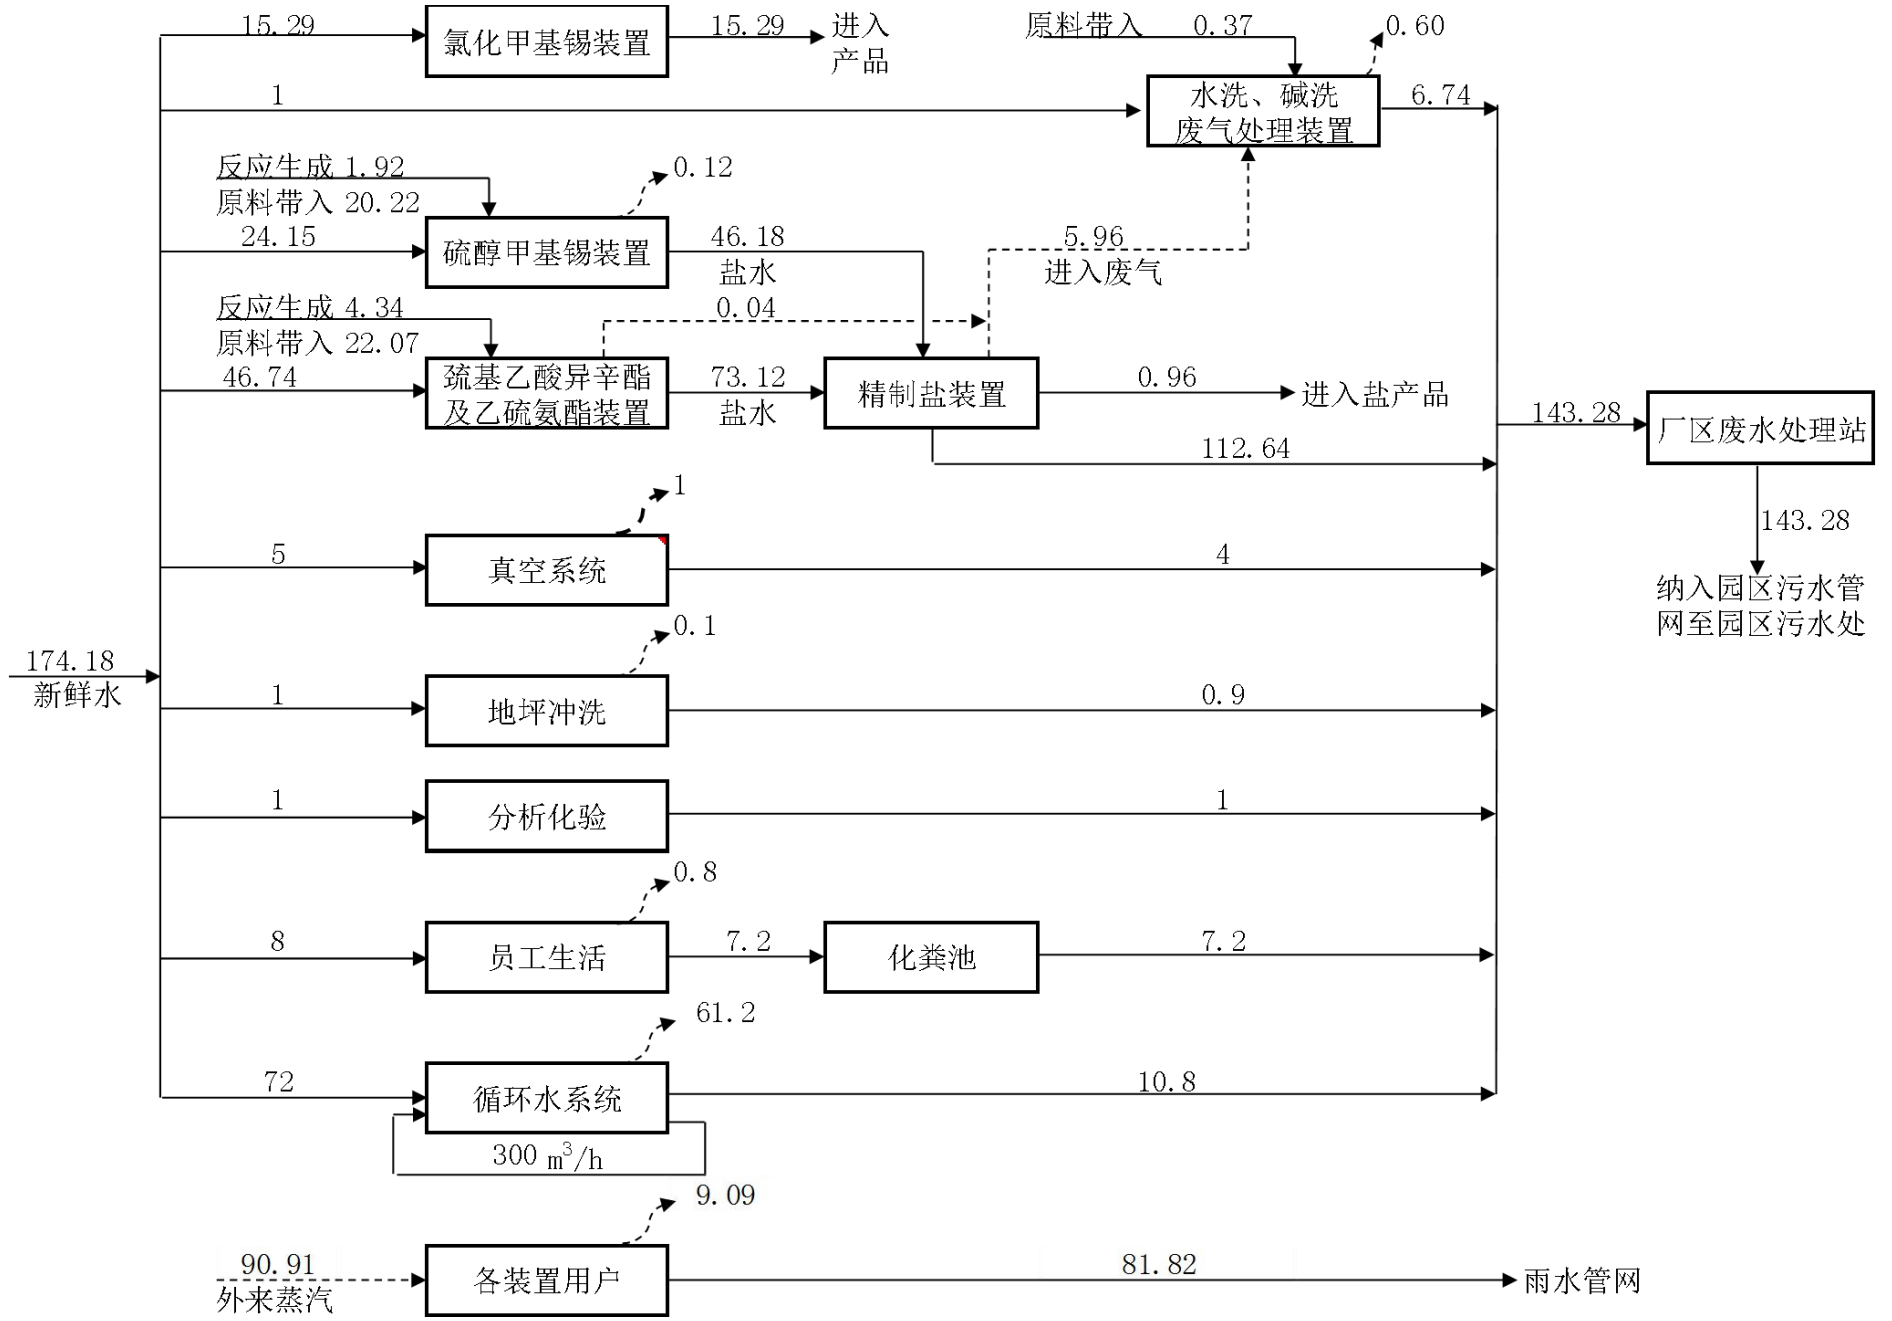 15.29
氯化甲基锡装置
15.29
进入
产品
原料带入
0.37
0.60
1
水洗、碱洗
废气处理装置
6.74
反应生成 1.92
原料带入 20.22
24.15
0.12
硫醇甲基锡装置
46.18
盐水
5.96
进入废气
反应生成 4.34
原料带入 22.07
46.74
0.04
巯基乙酸异辛酯
及乙硫氨酯装置
73.12
盐水
精制盐装置
0.96
进入盐产品
112.64
143.28
厂区废水处理站
143.28
纳入园区污水管
网至园区污水处
1
5
真空系统
4
174.18
新鲜水
0.1
1
地坪冲洗
0.9
1
分析化验
1
0.8
8
员工生活
7.2
化粪池
7.2
61.2
72
循环水系统
10.8
300 m³/h
9.09
90.91
外来蒸汽
各装置用户
81.82
雨水管网